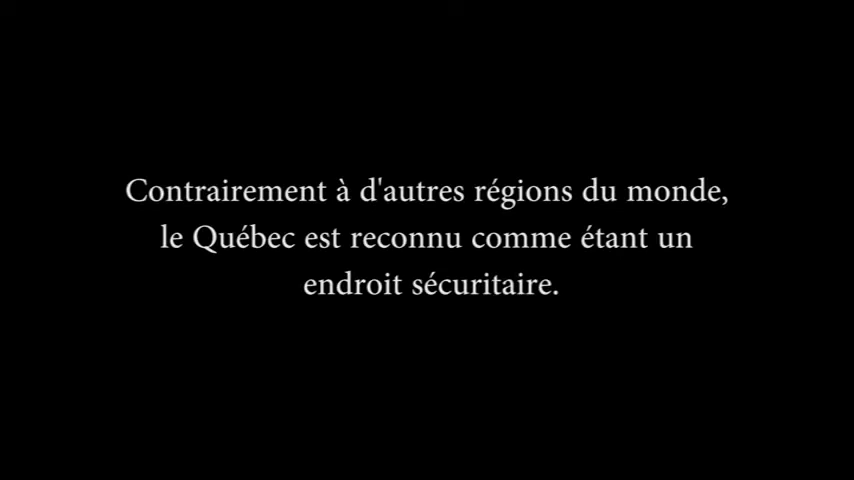 Contrairement à d'autres régions du monde,
le Québec est reconnu comme étant un
endroit sécuritaire.